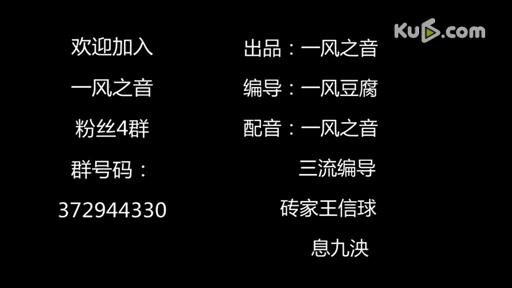 Ku6.com
欢迎加入
一风之音
粉丝4群
群号码：
372944330
出品：一风之音
编导：一风豆腐
配音：一风之音
三流编导
砖家王信球
息九泱